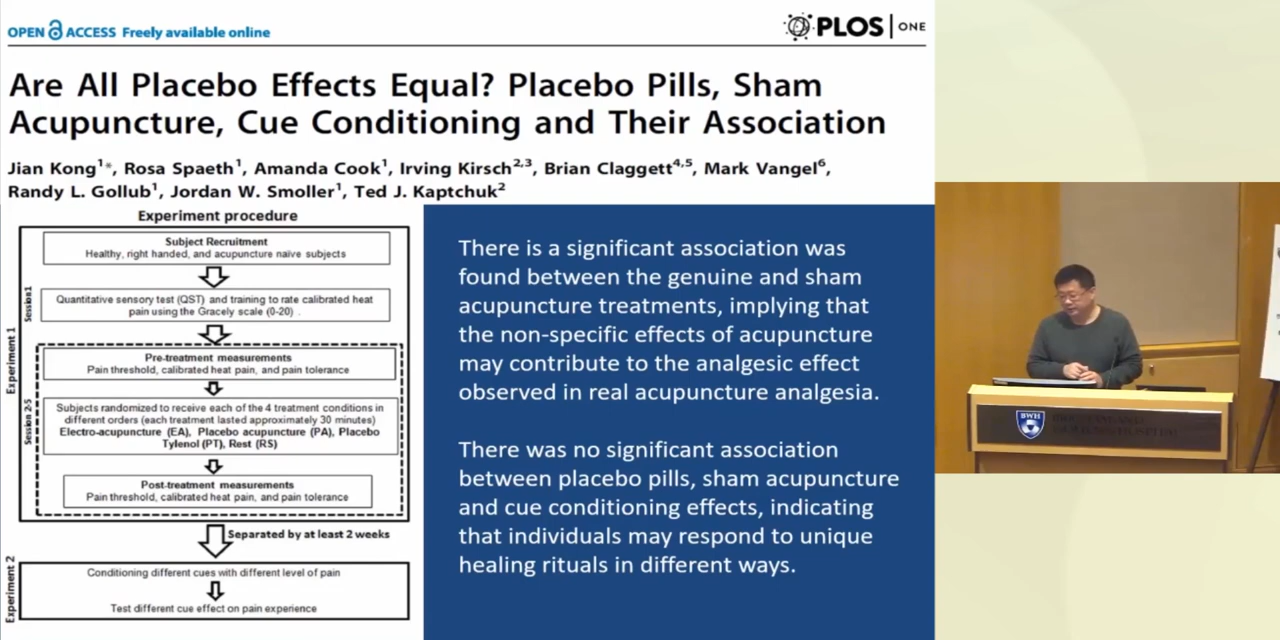 OPEN ACCESS Freely available online
PLOS | ONE
Are All Placebo Effects Equal? Placebo Pills, Sham
Acupuncture, Cue Conditioning and Their Association
Jian Kong1*, Rosa Spaeth1, Amanda Cook1, Irving Kirsch2,3, Brian Claggett4,5, Mark Vangel6,
Randy L. Gollub1, Jordan W. Smoller1, Ted J. Kaptchuk2
Experiment procedure
Experiment 1
Session1
Subject Recruitment
Healthy, right handed, and acupuncture naïve subjects
Quantitative sensory test (QST) and training to rate calibrated heat
pain using the Gracely scale (0-20) .
Session 2-5
Pre-treatment measurements
Pain threshold, calibrated heat pain, and pain tolerance
Subjects randomized to receive each of the 4 treatment conditions in
different orders (each treatment lasted approximately 30 minutes)
Electro-acupuncture (EA), Placebo acupuncture (PA), Placebo
Tylenol (PT), Rest (RS)
Post-treatment measurements
Pain threshold, calibrated heat pain, and pain tolerance
Separated by at least 2 weeks
Experiment 2
Conditioning different cues with different level of pain
Test different cue effect on pain experience
There is a significant association was
found between the genuine and sham
acupuncture treatments, implying that
the non-specific effects of acupuncture
may contribute to the analgesic effect
observed in real acupuncture analgesia.
There was no significant association
between placebo pills, sham acupuncture
and cue conditioning effects, indicating
that individuals may respond to unique
healing rituals in different ways.
BWH